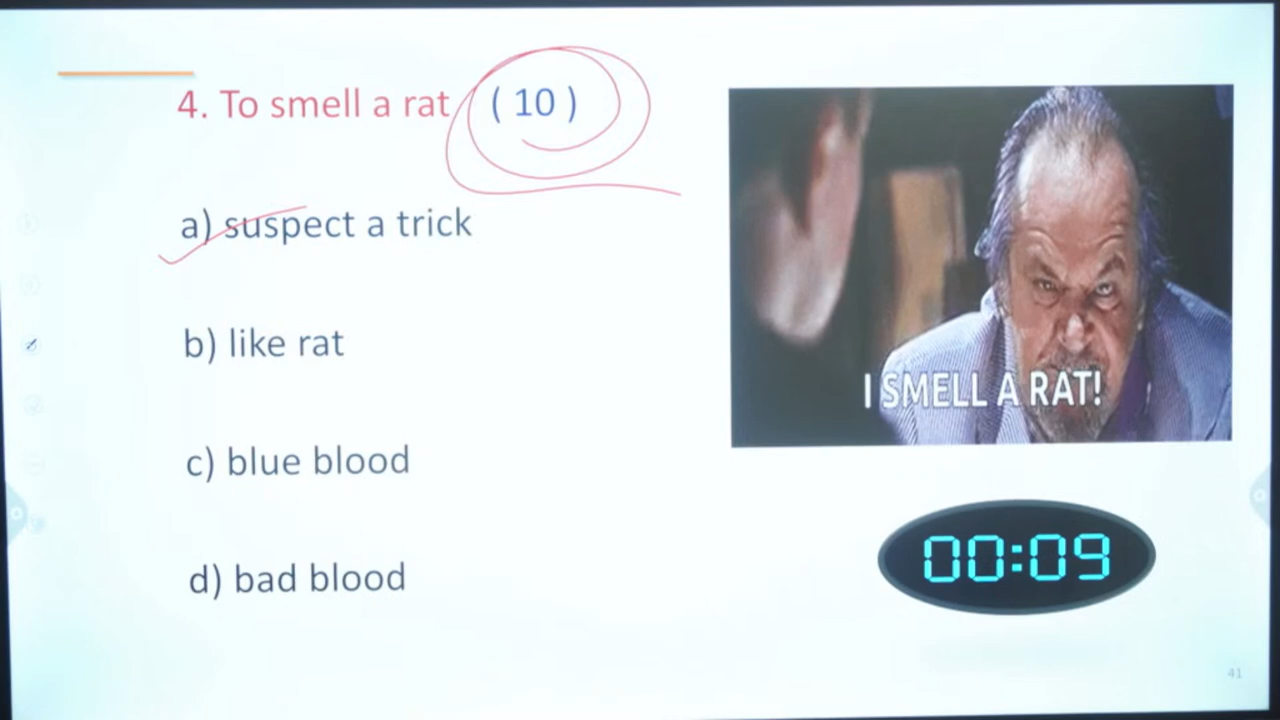 4. To smell a rat ( 10 )
a) suspect a trick
b) like rat
c) blue blood
d) bad blood
I SMELL A RAT!
00:09
41